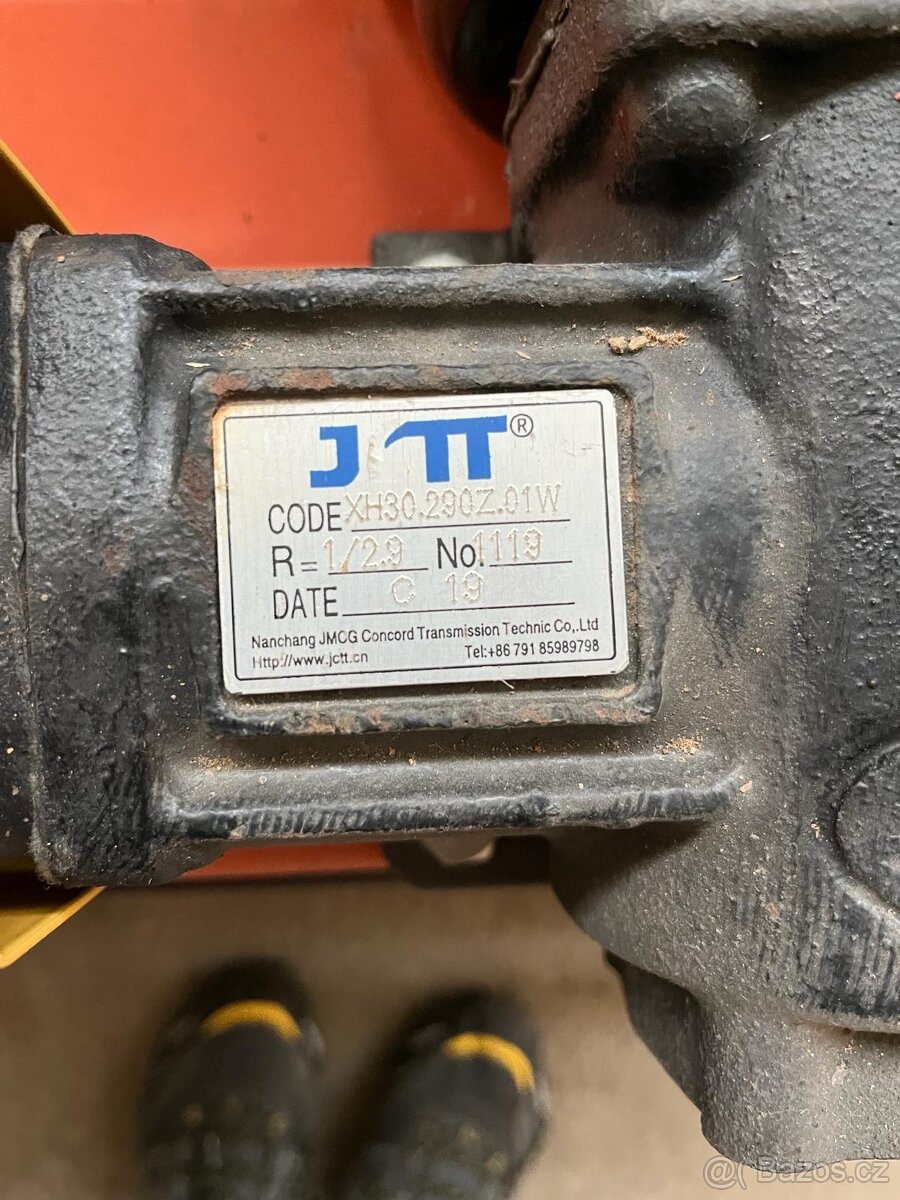 JTT®
CODE XH30.290Z.01W
R= 1/2.9 No. 1119
DATE C 19
Nanchang JMCG Concord Transmission Technic Co,.Ltd
Http://www.jctt.cn Tel:+86 791 85989798
@ Bazos.cz